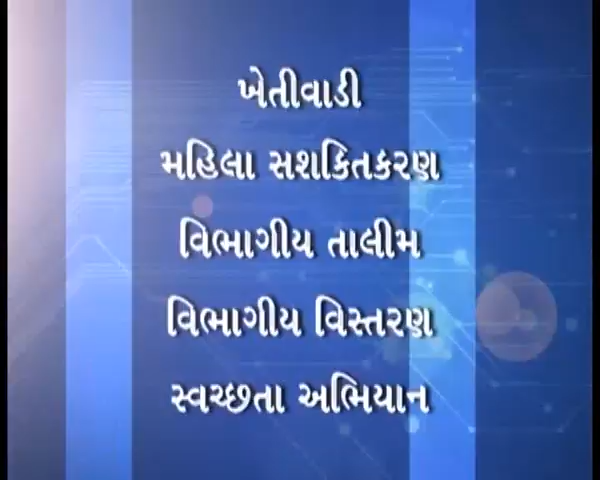 ખેતીવાડી
મહિલા સશકિતકરણ
વિભાગીય તાલીમ
વિભાગીય વિસ્તરણ
સ્વચ્છતા અભિયાન